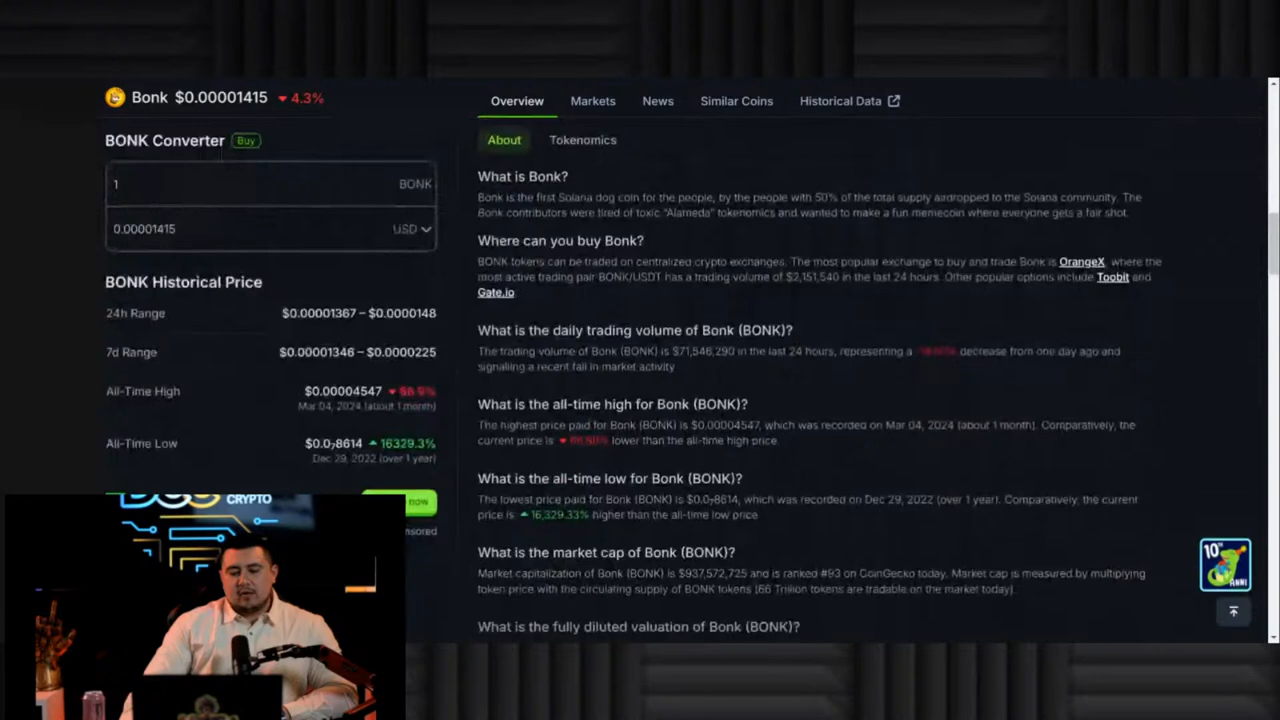 Bonk $0.00001415 ▼ 4.3%
BONK Converter Buy
1 BONK
0.00001415 USD
BONK Historical Price
24h Range $0.00001367 – $0.0000148
7d Range $0.00001346 – $0.0000225
All-Time High $0.00004547
Mar 04, 2024 (about 1 month)
All-Time Low $0.0₇8614 ▲ 16329.3%
Dec 29, 2022 (over 1 year)
now
CRYPTO
Overview Markets News Similar Coins Historical Data
About Tokenomics
What is Bonk?
Bonk is the first Solana dog coin for the people, by the people with 50% of the total supply airdropped to the Solana community. The
Bonk contributors were tired of toxic "Alameda" tokenomics and wanted to make a fun memecoin where everyone gets a fair shot.
Where can you buy Bonk?
BONK tokens can be traded on centralized crypto exchanges. The most popular exchange to buy and trade Bonk is OrangeX, where the
most active trading pair BONK/USDT has a trading volume of $2,151,540 in the last 24 hours. Other popular options include Toobit and
Gate.io.
What is the daily trading volume of Bonk (BONK)?
The trading volume of Bonk (BONK) is $71,546,290 in the last 24 hours, representing a decrease from one day ago and
signalling a recent fall in market activity
What is the all-time high for Bonk (BONK)?
The highest price paid for Bonk (BONK) is $0.00004547, which was recorded on Mar 04, 2024 (about 1 month). Comparatively, the
current price is lower than the all-time high price.
What is the all-time low for Bonk (BONK)?
The lowest price paid for Bonk (BONK) is $0.0₇8614, which was recorded on Dec 29, 2022 (over 1 year). Comparatively, the current
price is ▲ 16,329.33% higher than the all-time low price
What is the market cap of Bonk (BONK)?
Market capitalization of Bonk (BONK) is $937,572,725 and is ranked #93 on CoinGecko today. Market cap is measured by multiplying
token price with the circulating supply of BONK tokens (66 Trillion tokens are tradable on the market today).
What is the fully diluted valuation of Bonk (BONK)?
10
ANNI